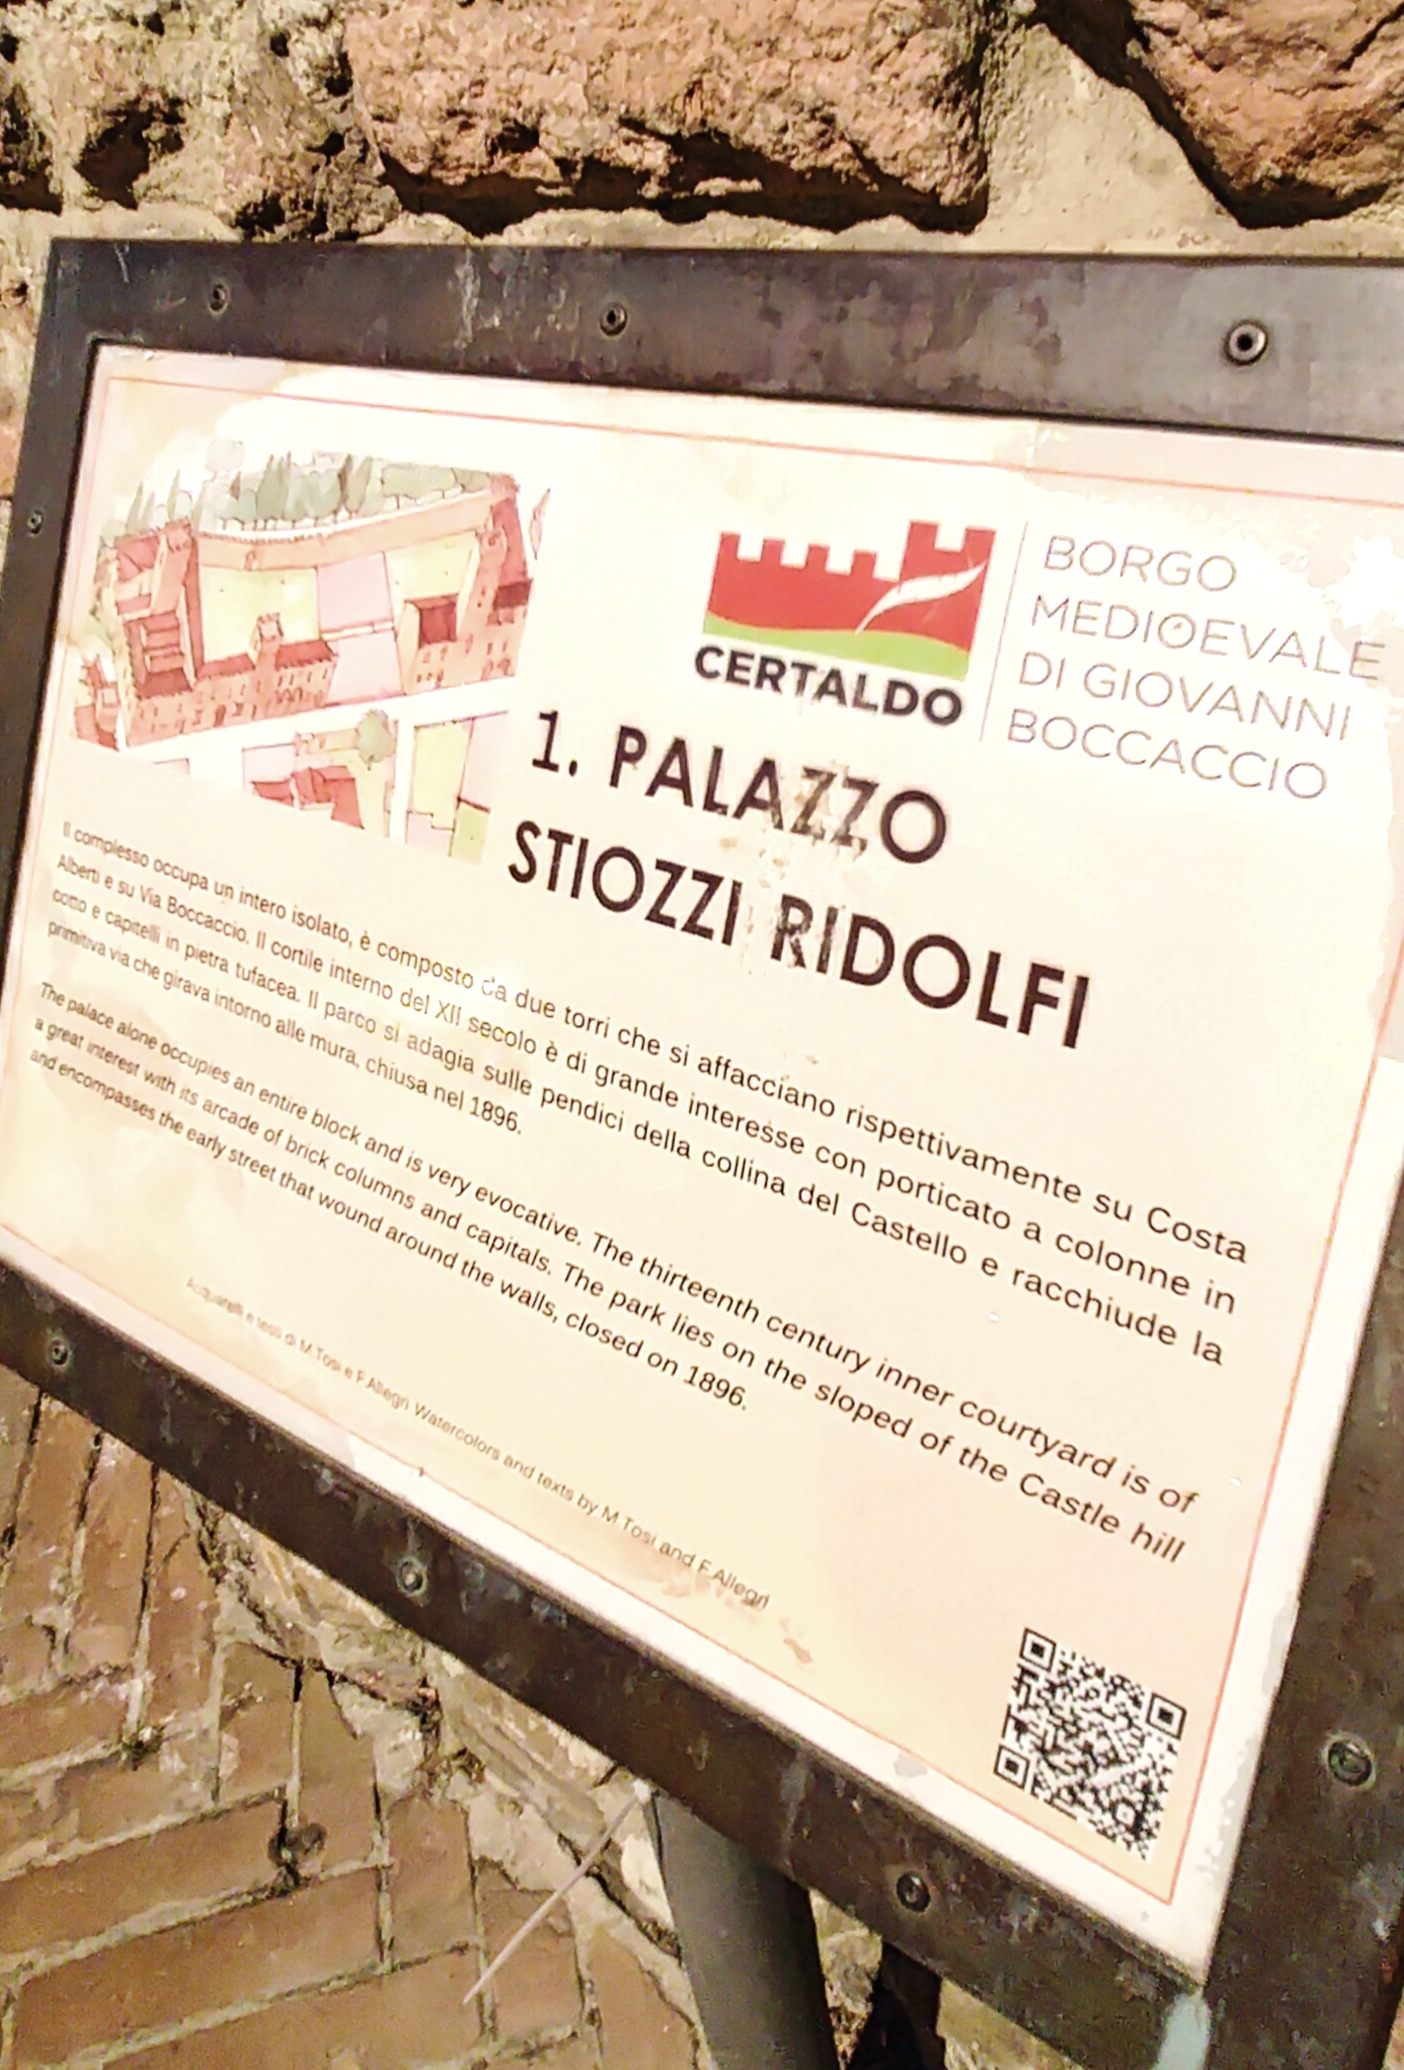 CERTALDO
BORGO
MEDIOEVALE
DI GIOVANNI
BOCCACCIO
1. PALAZZO
STIOZZI RIDOLFI
Il complesso occupa un intero isolato, è composto da due torri che si affacciano rispettivamente su Costa
Alberti e su Via Boccaccio. Il cortile interno del XII secolo è di grande interesse con porticato a colonne in
cotto e capitelli in pietra tufacea. Il parco si adagia sulle pendici della collina del Castello e racchiude la
primitiva via che girava intorno alle mura, chiusa nel 1896.
The palace alone occupies an entire block and is very evocative. The thirteenth century inner courtyard is of
a great interest with its arcade of brick columns and capitals. The park lies on the sloped of the Castle hill
and encompasses the early street that wound around the walls, closed on 1896.
Acquarelli e testi di M.Tosi e F.Allegri Watercolors and texts by M.Tosi and F.Allegri